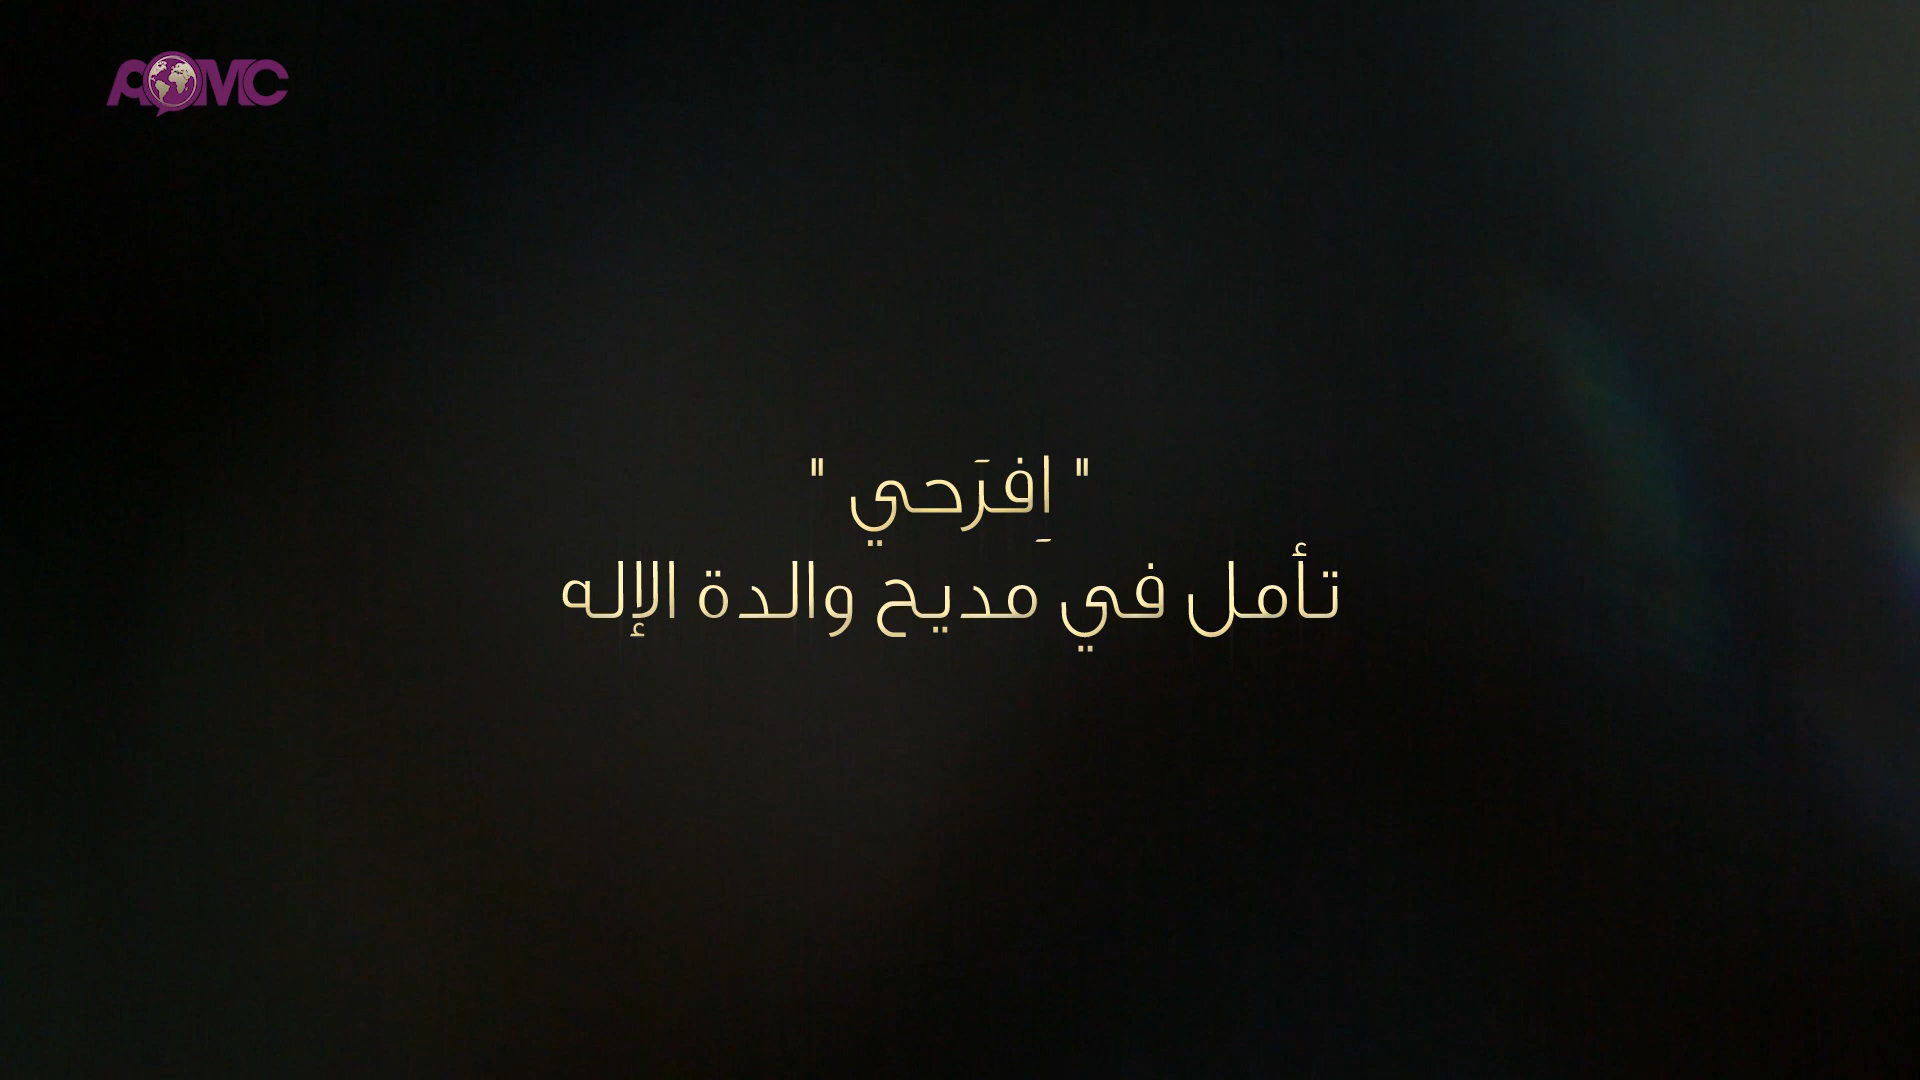 AOMC
" اِفرَحي "
تأمل في مديح والدة الإله